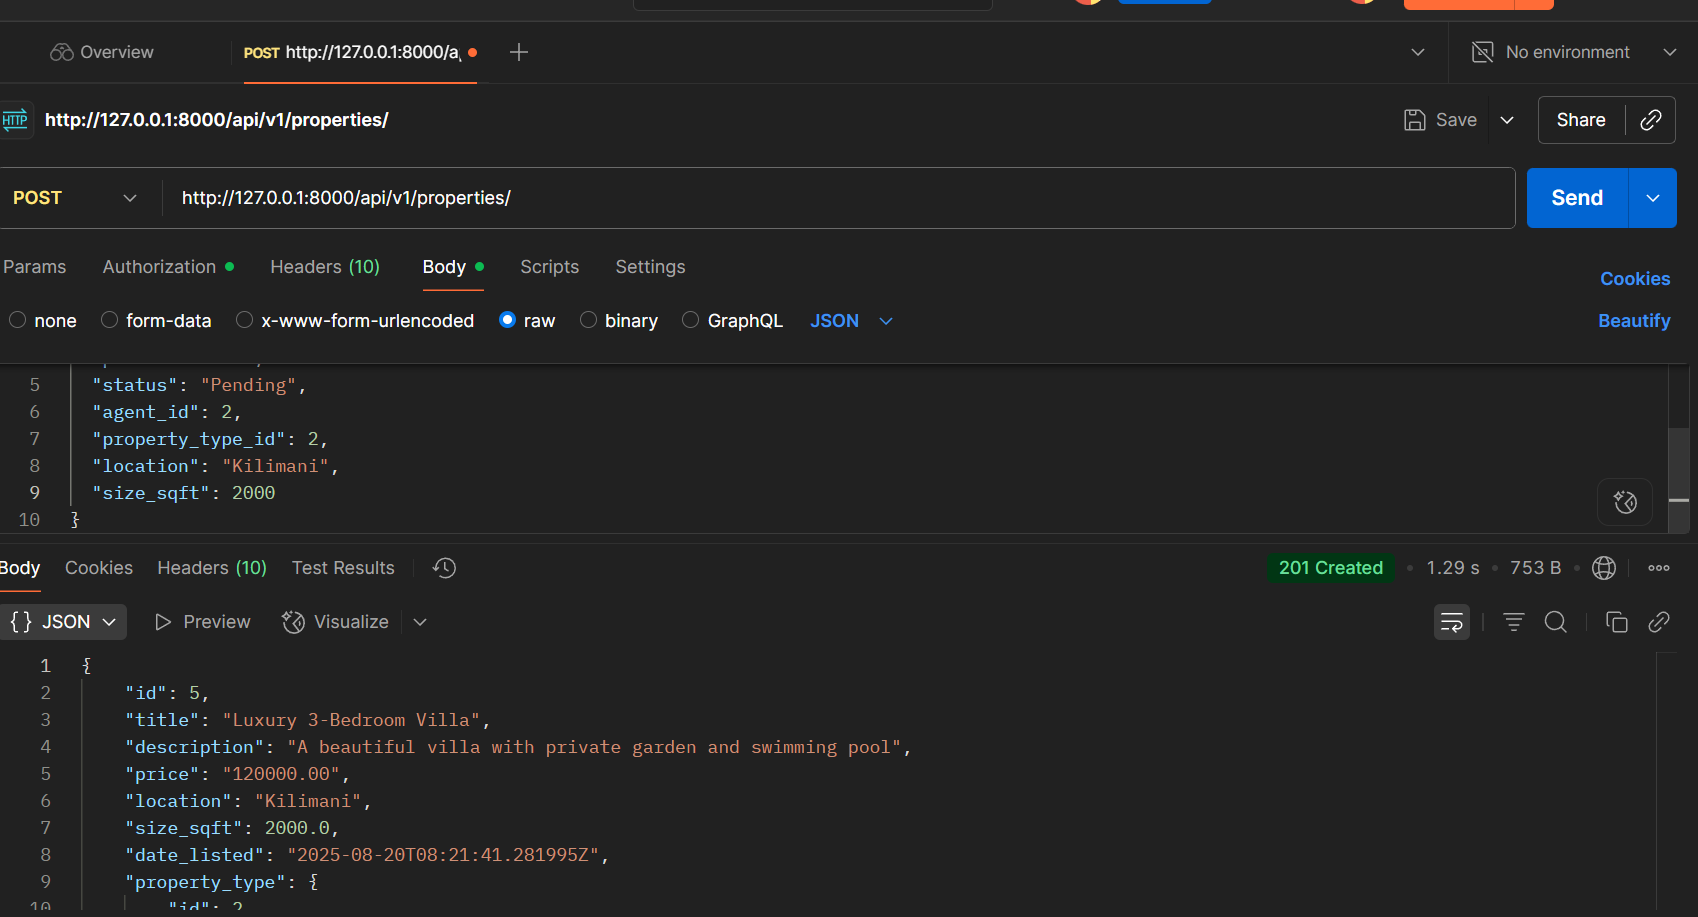 Overview
POST http://127.0.0.1:8000/a
No environment
HTTP http://127.0.0.1:8000/api/v1/properties/
Save
Share
POST
http://127.0.0.1:8000/api/v1/properties/
Send
Params Authorization Headers (10) Body Scripts Settings
Cookies
none form-data x-www-form-urlencoded raw binary GraphQL JSON
Beautify
5 "status": "Pending",
6 "agent_id": 2,
7 "property_type_id": 2,
8 "location": "Kilimani",
9 "size_sqft": 2000
10 }
Body Cookies Headers (10) Test Results
201 Created • 1.29 s • 753 B •
{} JSON Preview Visualize
1 {
2 "id": 5,
3 "title": "Luxury 3-Bedroom Villa",
4 "description": "A beautiful villa with private garden and swimming pool",
5 "price": "120000.00",
6 "location": "Kilimani",
7 "size_sqft": 2000.0,
8 "date_listed": "2025-08-20T08:21:41.281995Z",
9 "property_type": {
10 "id": 2